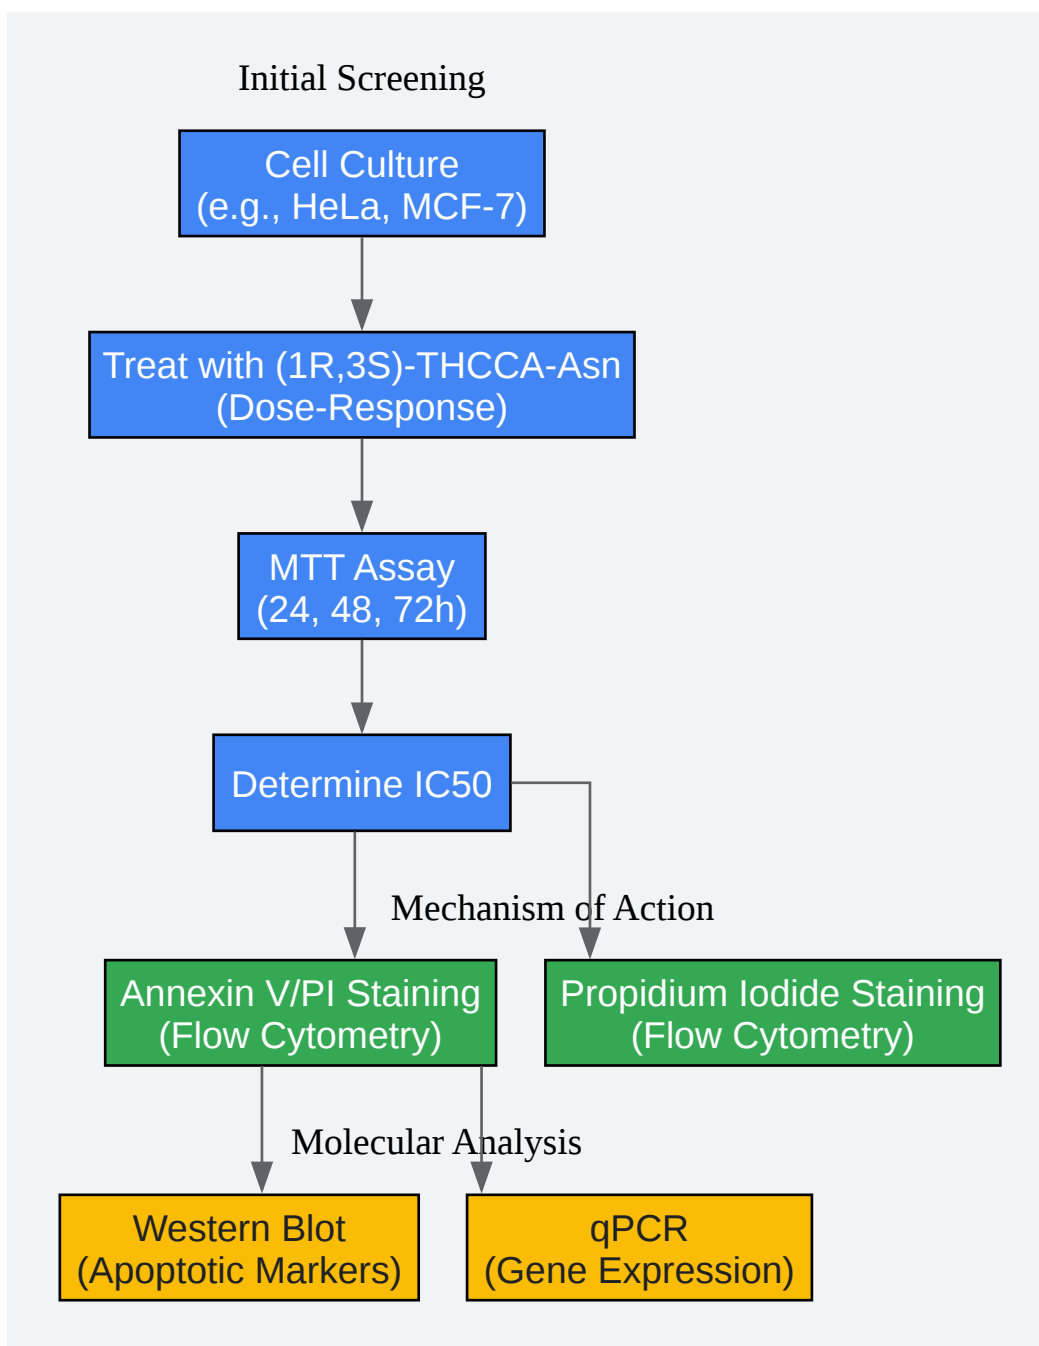 Initial Screening
Cell Culture
(e.g., HeLa, MCF-7)
Treat with (1R,3S)-THCCA-Asn
(Dose-Response)
MTT Assay
(24, 48, 72h)
Determine IC50
Mechanism of Action
Annexin V/PI Staining
(Flow Cytometry)
Propidium Iodide Staining
(Flow Cytometry)
Molecular Analysis
Western Blot
(Apoptotic Markers)
qPCR
(Gene Expression)